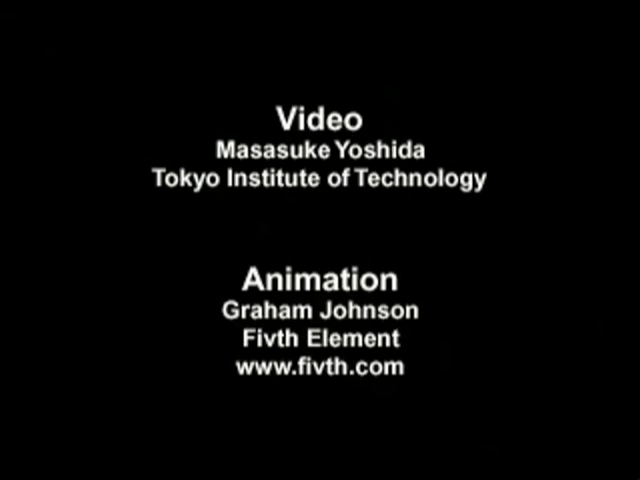 Video
Masasuke Yoshida
Tokyo Institute of Technology
Animation
Graham Johnson
Fivth Element
www.fivth.com